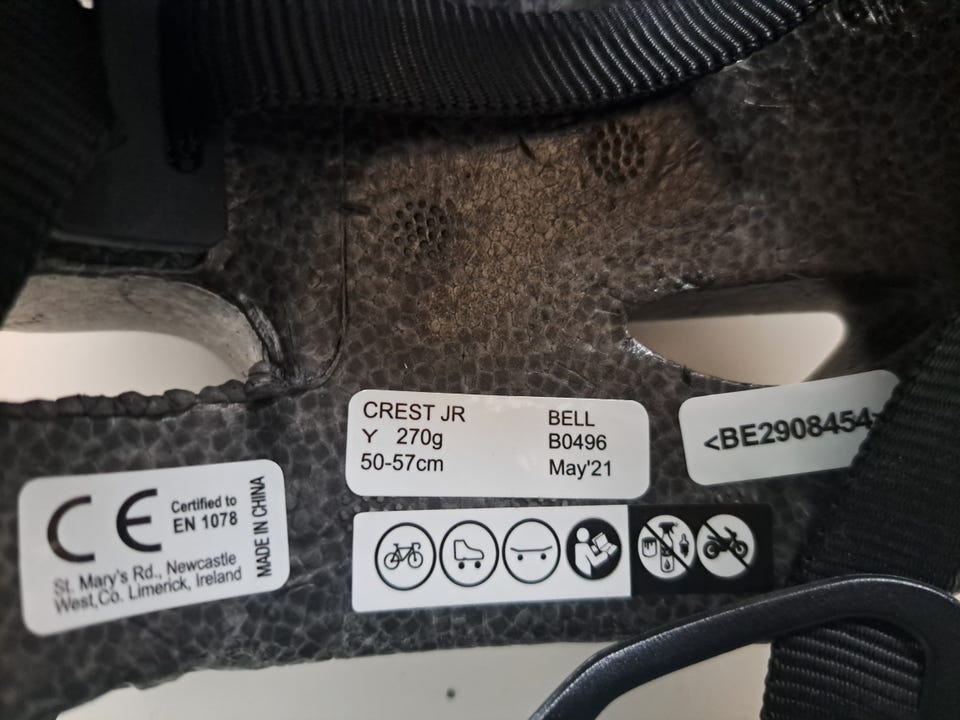 CREST JR BELL
Y 270g B0496
50-57cm May'21
<BE2908454>
CE
Certified to
EN 1078
MADE IN CHINA
St. Mary's Rd., Newcastle
West,Co. Limerick, Ireland